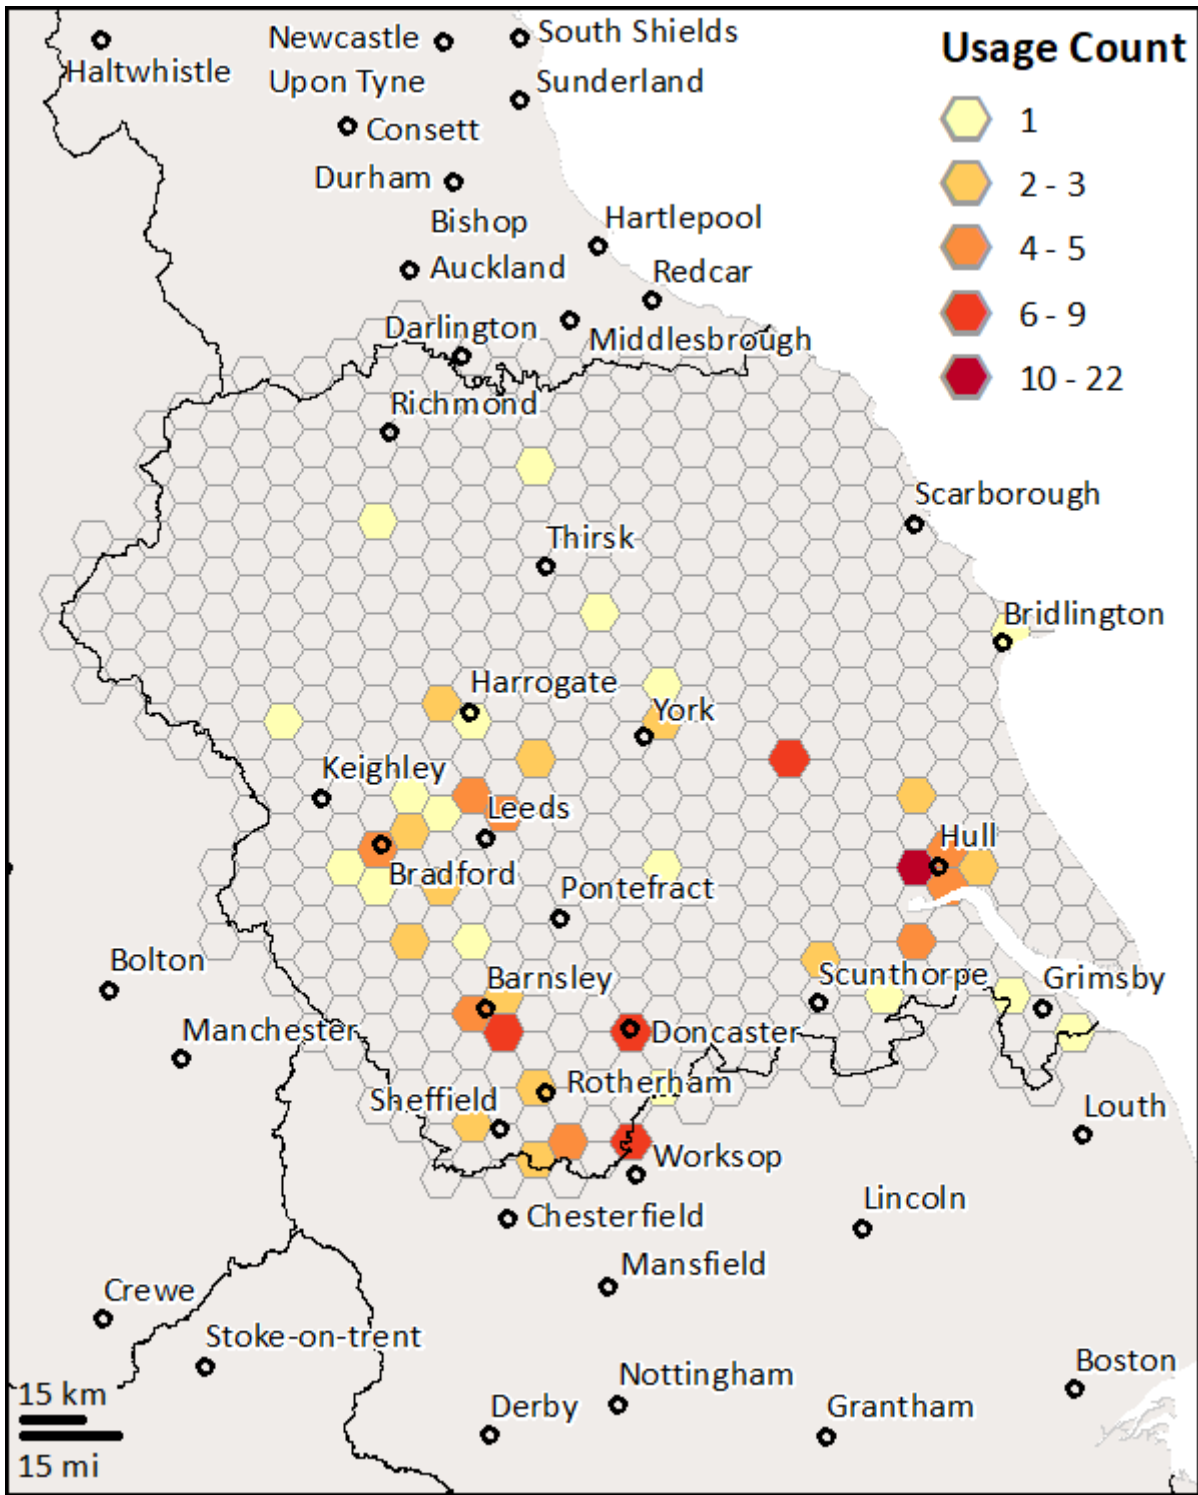 Newcastle
Upon Tyne
South Shields
Usage Count
Haltwhistle
Sunderland
1
Consett
Durham
2 - 3
Bishop
Auckland
Hartlepool
4 - 5
Redcar
Darlington
Middlesbrough
6 - 9
10 - 22
Richmond
Scarborough
Thirsk
Bridlington
Harrogate
York
Keighley
Leeds
Hull
Bradford
Pontefract
Bolton
Barnsley
Scunthorpe
Grimsby
Manchester
Doncaster
Rotherham
Sheffield
Louth
Worksop
Lincoln
Chesterfield
Mansfield
Crewe
Stoke-on-trent
Nottingham
Boston
15 km
Derby
Grantham
15 mi